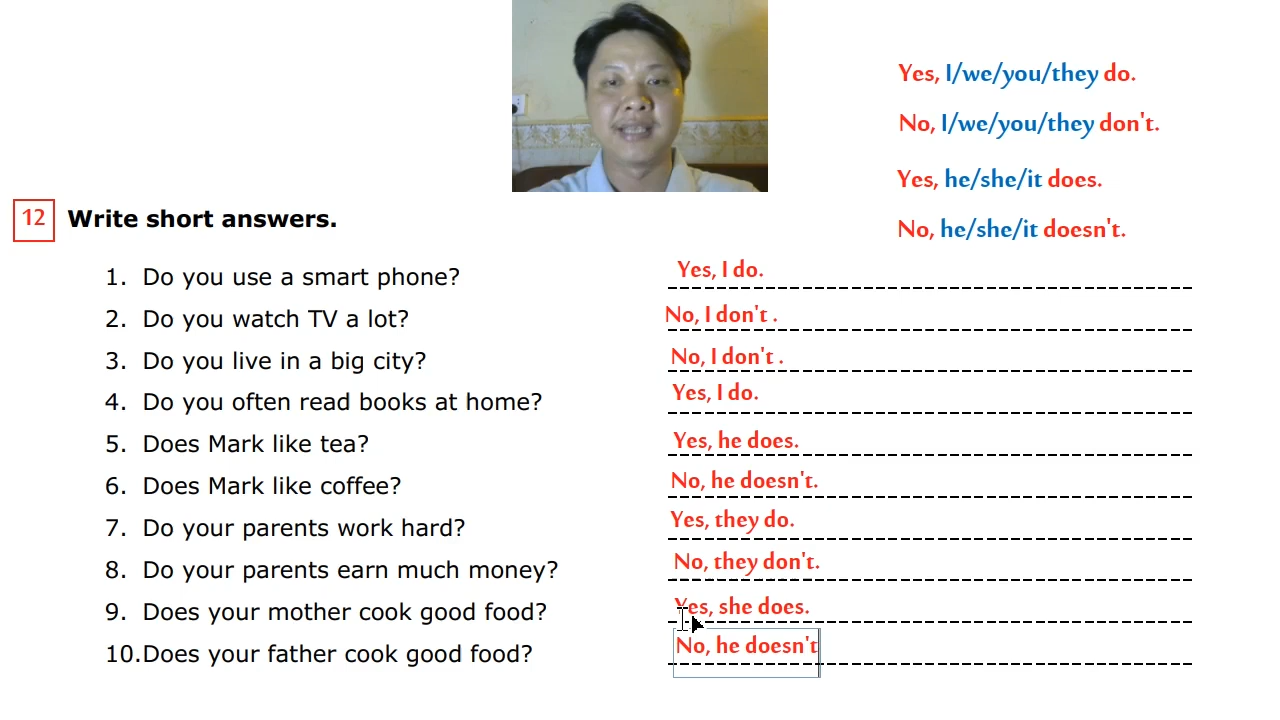 Yes, I/we/you/they do.
No, I/we/you/they don't.
Yes, he/she/it does.
No, he/she/it doesn't.
12 Write short answers.
1. Do you use a smart phone? Yes, I do.
2. Do you watch TV a lot? No, I don't .
3. Do you live in a big city? No, I don't .
4. Do you often read books at home? Yes, I do.
5. Does Mark like tea? Yes, he does.
6. Does Mark like coffee? No, he doesn't.
7. Do your parents work hard? Yes, they do.
8. Do your parents earn much money? No, they don't.
9. Does your mother cook good food? Yes, she does.
10.Does your father cook good food? No, he doesn't